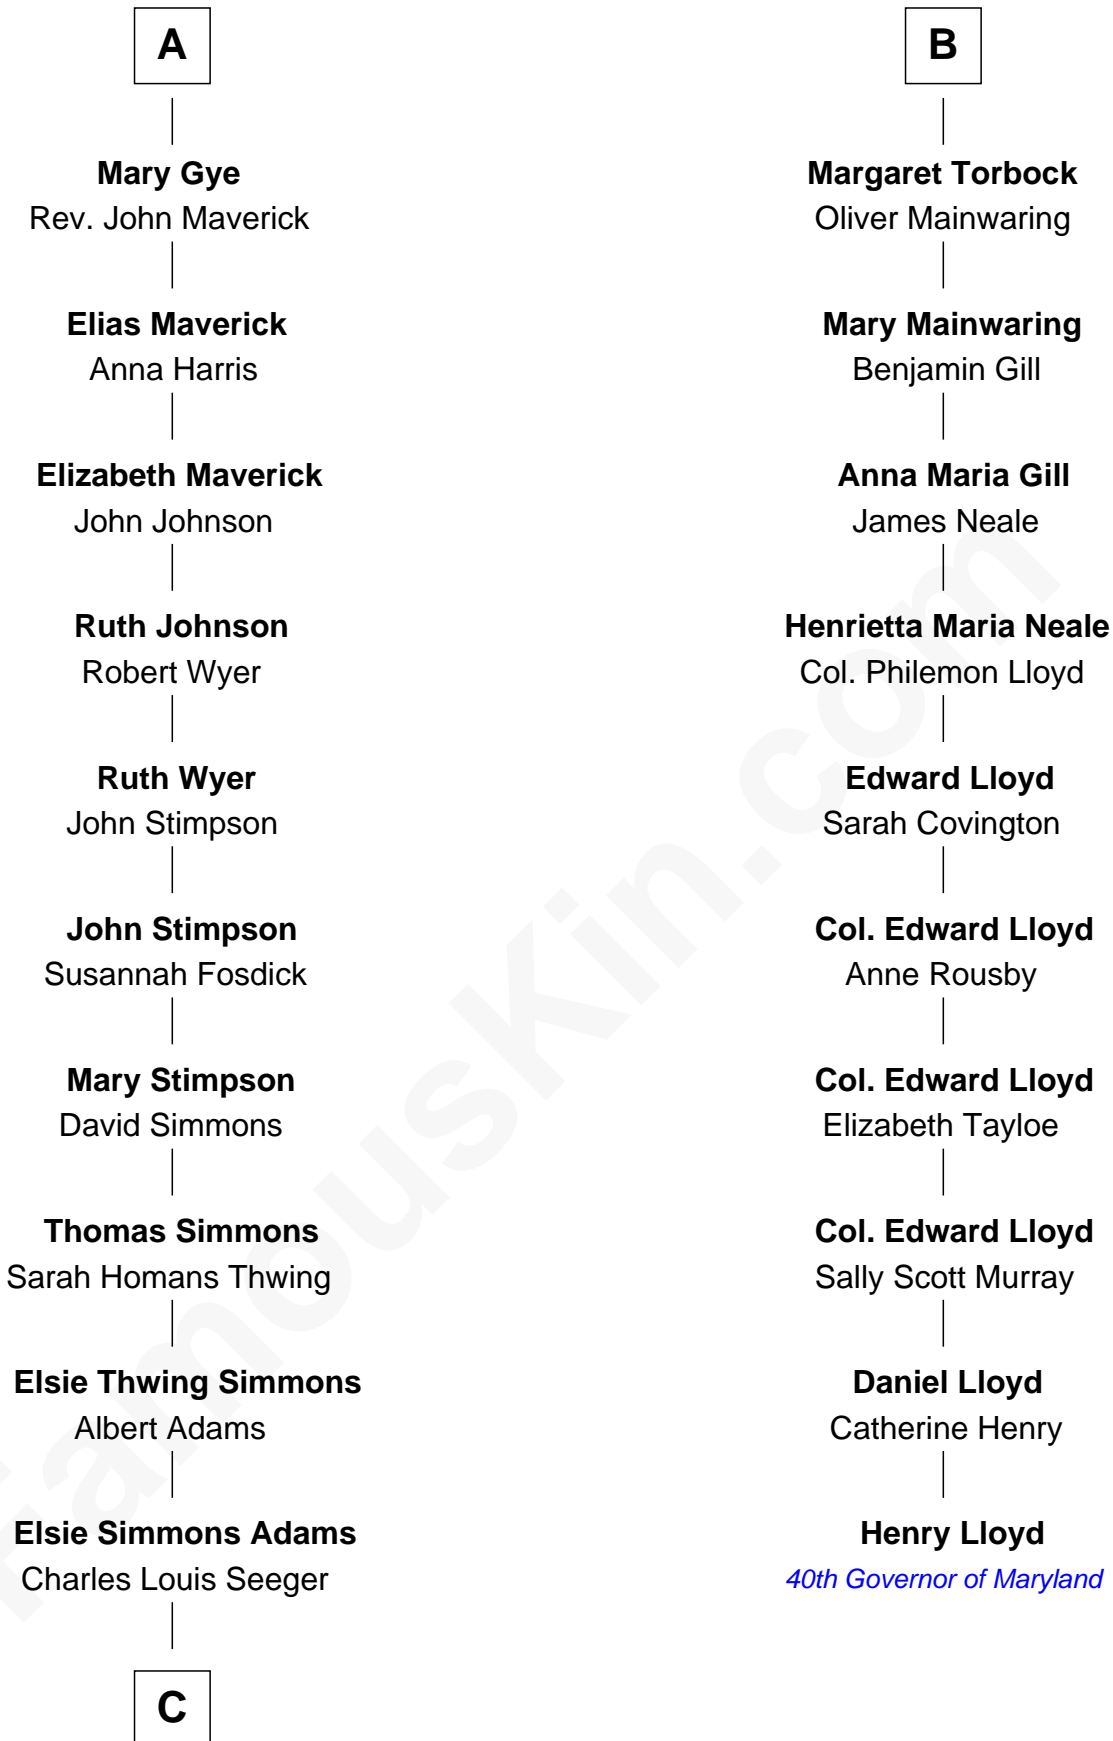 A
Mary Gye
Rev. John Maverick
Elias Maverick
Anna Harris
Elizabeth Maverick
John Johnson
Ruth Johnson
Robert Wyer
Ruth Wyer
John Stimpson
John Stimpson
Susannah Fosdick
Mary Stimpson
David Simmons
Thomas Simmons
Sarah Homans Thwing
Elsie Thwing Simmons
Albert Adams
Elsie Simmons Adams
Charles Louis Seeger
C
B
Margaret Torbock
Oliver Mainwaring
Mary Mainwaring
Benjamin Gill
Anna Maria Gill
James Neale
Henrietta Maria Neale
Col. Philemon Lloyd
Edward Lloyd
Sarah Covington
Col. Edward Lloyd
Anne Rousby
Col. Edward Lloyd
Elizabeth Tayloe
Col. Edward Lloyd
Sally Scott Murray
Daniel Lloyd
Catherine Henry
Henry Lloyd
40th Governor of Maryland
FamousKin.com